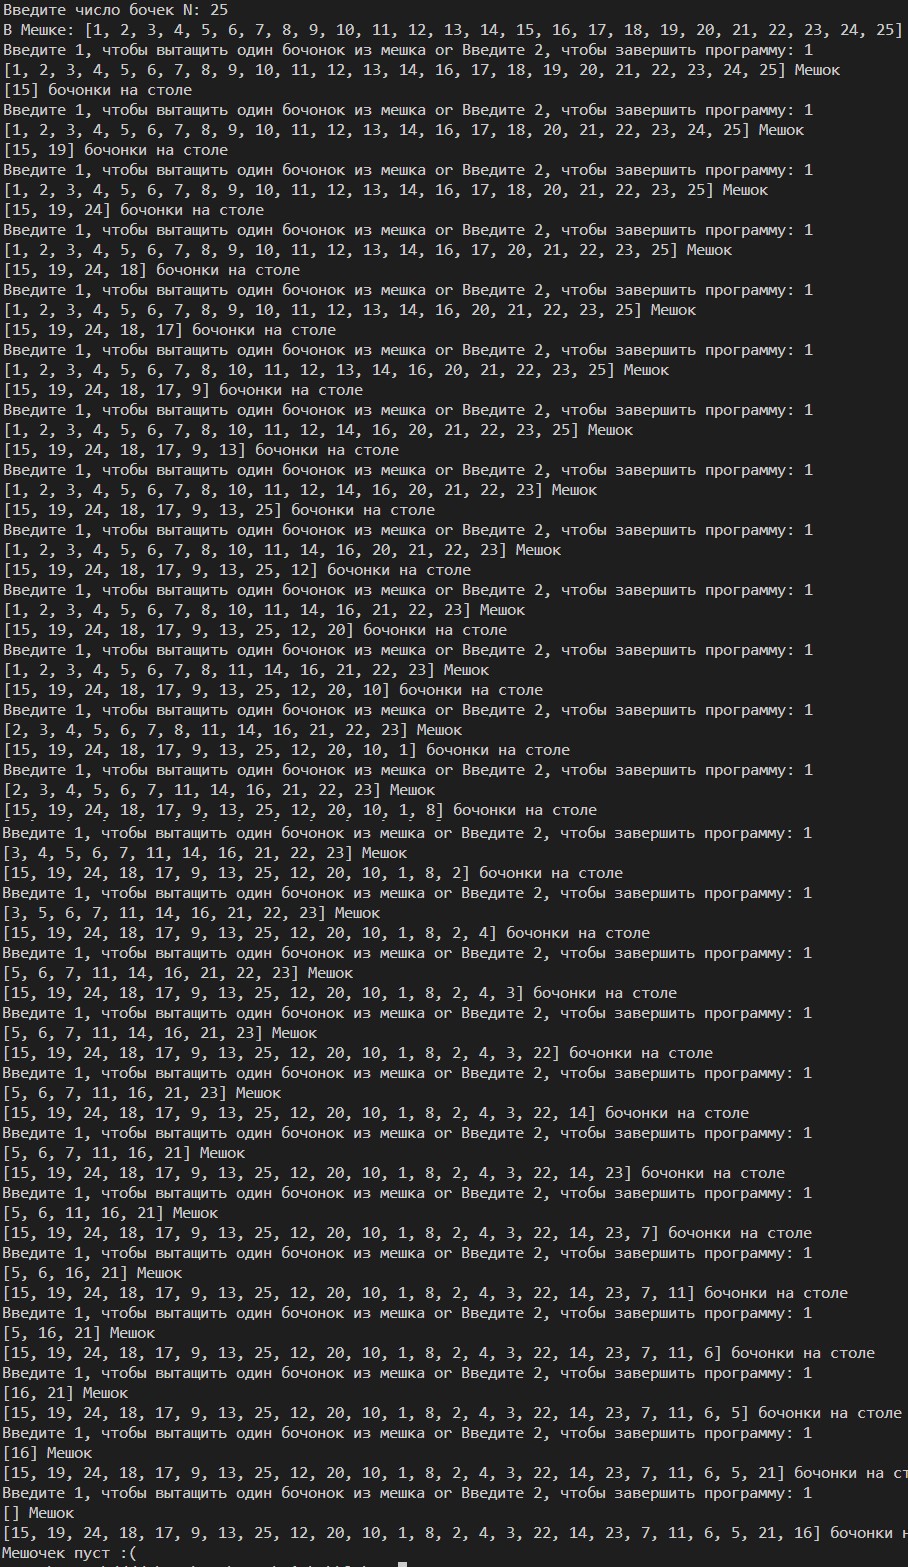 Введите число бочек N: 25
В Мешке: [1, 2, 3, 4, 5, 6, 7, 8, 9, 10, 11, 12, 13, 14, 15, 16, 17, 18, 19, 20, 21, 22, 23, 24, 25]
Введите 1, чтобы вытащить один бочонок из мешка or Введите 2, чтобы завершить программу: 1
[1, 2, 3, 4, 5, 6, 7, 8, 9, 10, 11, 12, 13, 14, 16, 17, 18, 19, 20, 21, 22, 23, 24, 25] Мешок
[15] бочонки на столе
Введите 1, чтобы вытащить один бочонок из мешка or Введите 2, чтобы завершить программу: 1
[1, 2, 3, 4, 5, 6, 7, 8, 9, 10, 11, 12, 13, 14, 16, 17, 18, 20, 21, 22, 23, 24, 25] Мешок
[15, 19] бочонки на столе
Введите 1, чтобы вытащить один бочонок из мешка or Введите 2, чтобы завершить программу: 1
[1, 2, 3, 4, 5, 6, 7, 8, 9, 10, 11, 12, 13, 14, 16, 17, 18, 20, 21, 22, 23, 25] Мешок
[15, 19, 24] бочонки на столе
Введите 1, чтобы вытащить один бочонок из мешка or Введите 2, чтобы завершить программу: 1
[1, 2, 3, 4, 5, 6, 7, 8, 9, 10, 11, 12, 13, 14, 16, 17, 20, 21, 22, 23, 25] Мешок
[15, 19, 24, 18] бочонки на столе
Введите 1, чтобы вытащить один бочонок из мешка or Введите 2, чтобы завершить программу: 1
[1, 2, 3, 4, 5, 6, 7, 8, 9, 10, 11, 12, 13, 14, 16, 20, 21, 22, 23, 25] Мешок
[15, 19, 24, 18, 17] бочонки на столе
Введите 1, чтобы вытащить один бочонок из мешка or Введите 2, чтобы завершить программу: 1
[1, 2, 3, 4, 5, 6, 7, 8, 10, 11, 12, 13, 14, 16, 20, 21, 22, 23, 25] Мешок
[15, 19, 24, 18, 17, 9] бочонки на столе
Введите 1, чтобы вытащить один бочонок из мешка or Введите 2, чтобы завершить программу: 1
[1, 2, 3, 4, 5, 6, 7, 8, 10, 11, 12, 14, 16, 20, 21, 22, 23, 25] Мешок
[15, 19, 24, 18, 17, 9, 13] бочонки на столе
Введите 1, чтобы вытащить один бочонок из мешка or Введите 2, чтобы завершить программу: 1
[1, 2, 3, 4, 5, 6, 7, 8, 10, 11, 12, 14, 16, 20, 21, 22, 23] Мешок
[15, 19, 24, 18, 17, 9, 13, 25] бочонки на столе
Введите 1, чтобы вытащить один бочонок из мешка or Введите 2, чтобы завершить программу: 1
[1, 2, 3, 4, 5, 6, 7, 8, 10, 11, 14, 16, 20, 21, 22, 23] Мешок
[15, 19, 24, 18, 17, 9, 13, 25, 12] бочонки на столе
Введите 1, чтобы вытащить один бочонок из мешка or Введите 2, чтобы завершить программу: 1
[1, 2, 3, 4, 5, 6, 7, 8, 10, 11, 14, 16, 21, 22, 23] Мешок
[15, 19, 24, 18, 17, 9, 13, 25, 12, 20] бочонки на столе
Введите 1, чтобы вытащить один бочонок из мешка or Введите 2, чтобы завершить программу: 1
[1, 2, 3, 4, 5, 6, 7, 8, 11, 14, 16, 21, 22, 23] Мешок
[15, 19, 24, 18, 17, 9, 13, 25, 12, 20, 10] бочонки на столе
Введите 1, чтобы вытащить один бочонок из мешка or Введите 2, чтобы завершить программу: 1
[2, 3, 4, 5, 6, 7, 8, 11, 14, 16, 21, 22, 23] Мешок
[15, 19, 24, 18, 17, 9, 13, 25, 12, 20, 10, 1] бочонки на столе
Введите 1, чтобы вытащить один бочонок из мешка or Введите 2, чтобы завершить программу: 1
[2, 3, 4, 5, 6, 7, 11, 14, 16, 21, 22, 23] Мешок
[15, 19, 24, 18, 17, 9, 13, 25, 12, 20, 10, 1, 8] бочонки на столе
Введите 1, чтобы вытащить один бочонок из мешка or Введите 2, чтобы завершить программу: 1
[3, 4, 5, 6, 7, 11, 14, 16, 21, 22, 23] Мешок
[15, 19, 24, 18, 17, 9, 13, 25, 12, 20, 10, 1, 8, 2] бочонки на столе
Введите 1, чтобы вытащить один бочонок из мешка or Введите 2, чтобы завершить программу: 1
[3, 5, 6, 7, 11, 14, 16, 21, 22, 23] Мешок
[15, 19, 24, 18, 17, 9, 13, 25, 12, 20, 10, 1, 8, 2, 4] бочонки на столе
Введите 1, чтобы вытащить один бочонок из мешка or Введите 2, чтобы завершить программу: 1
[5, 6, 7, 11, 14, 16, 21, 22, 23] Мешок
[15, 19, 24, 18, 17, 9, 13, 25, 12, 20, 10, 1, 8, 2, 4, 3] бочонки на столе
Введите 1, чтобы вытащить один бочонок из мешка or Введите 2, чтобы завершить программу: 1
[5, 6, 7, 11, 14, 16, 21, 23] Мешок
[15, 19, 24, 18, 17, 9, 13, 25, 12, 20, 10, 1, 8, 2, 4, 3, 22] бочонки на столе
Введите 1, чтобы вытащить один бочонок из мешка or Введите 2, чтобы завершить программу: 1
[5, 6, 7, 11, 16, 21, 23] Мешок
[15, 19, 24, 18, 17, 9, 13, 25, 12, 20, 10, 1, 8, 2, 4, 3, 22, 14] бочонки на столе
Введите 1, чтобы вытащить один бочонок из мешка or Введите 2, чтобы завершить программу: 1
[5, 6, 7, 11, 16, 21] Мешок
[15, 19, 24, 18, 17, 9, 13, 25, 12, 20, 10, 1, 8, 2, 4, 3, 22, 14, 23] бочонки на столе
Введите 1, чтобы вытащить один бочонок из мешка or Введите 2, чтобы завершить программу: 1
[5, 6, 11, 16, 21] Мешок
[15, 19, 24, 18, 17, 9, 13, 25, 12, 20, 10, 1, 8, 2, 4, 3, 22, 14, 23, 7] бочонки на столе
Введите 1, чтобы вытащить один бочонок из мешка or Введите 2, чтобы завершить программу: 1
[5, 6, 16, 21] Мешок
[15, 19, 24, 18, 17, 9, 13, 25, 12, 20, 10, 1, 8, 2, 4, 3, 22, 14, 23, 7, 11] бочонки на столе
Введите 1, чтобы вытащить один бочонок из мешка or Введите 2, чтобы завершить программу: 1
[5, 16, 21] Мешок
[15, 19, 24, 18, 17, 9, 13, 25, 12, 20, 10, 1, 8, 2, 4, 3, 22, 14, 23, 7, 11, 6] бочонки на столе
Введите 1, чтобы вытащить один бочонок из мешка or Введите 2, чтобы завершить программу: 1
[16, 21] Мешок
[15, 19, 24, 18, 17, 9, 13, 25, 12, 20, 10, 1, 8, 2, 4, 3, 22, 14, 23, 7, 11, 6, 5] бочонки на столе
Введите 1, чтобы вытащить один бочонок из мешка or Введите 2, чтобы завершить программу: 1
[16] Мешок
[15, 19, 24, 18, 17, 9, 13, 25, 12, 20, 10, 1, 8, 2, 4, 3, 22, 14, 23, 7, 11, 6, 5, 21] бочонки на ст
Введите 1, чтобы вытащить один бочонок из мешка or Введите 2, чтобы завершить программу: 1
[] Мешок
[15, 19, 24, 18, 17, 9, 13, 25, 12, 20, 10, 1, 8, 2, 4, 3, 22, 14, 23, 7, 11, 6, 5, 21, 16] бочонки н
Мешочек пуст :(